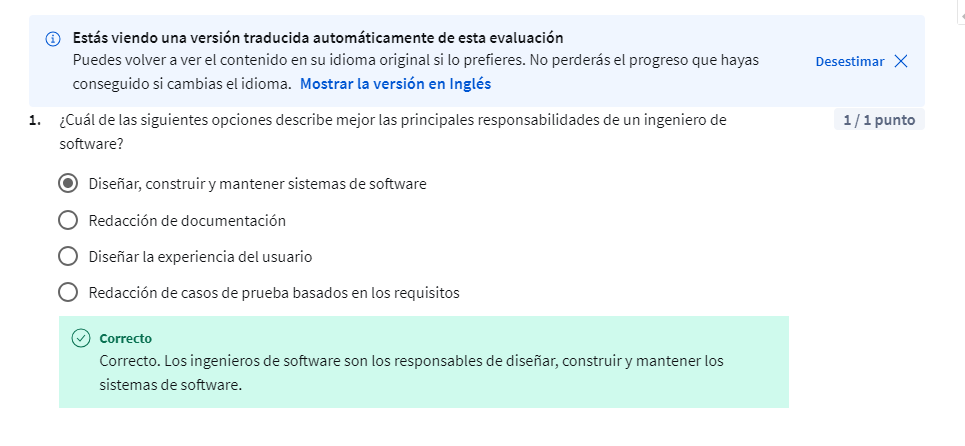 Estás viendo una versión traducida automáticamente de esta evaluación
Puedes volver a ver el contenido en su idioma original si lo prefieres. No perderás el progreso que hayas
conseguido si cambias el idioma. Mostrar la versión en Inglés
Desestimar
1. ¿Cuál de las siguientes opciones describe mejor las principales responsabilidades de un ingeniero de
software?
1 / 1 punto
Diseñar, construir y mantener sistemas de software
Redacción de documentación
Diseñar la experiencia del usuario
Redacción de casos de prueba basados en los requisitos
Correcto
Correcto. Los ingenieros de software son los responsables de diseñar, construir y mantener los
sistemas de software.